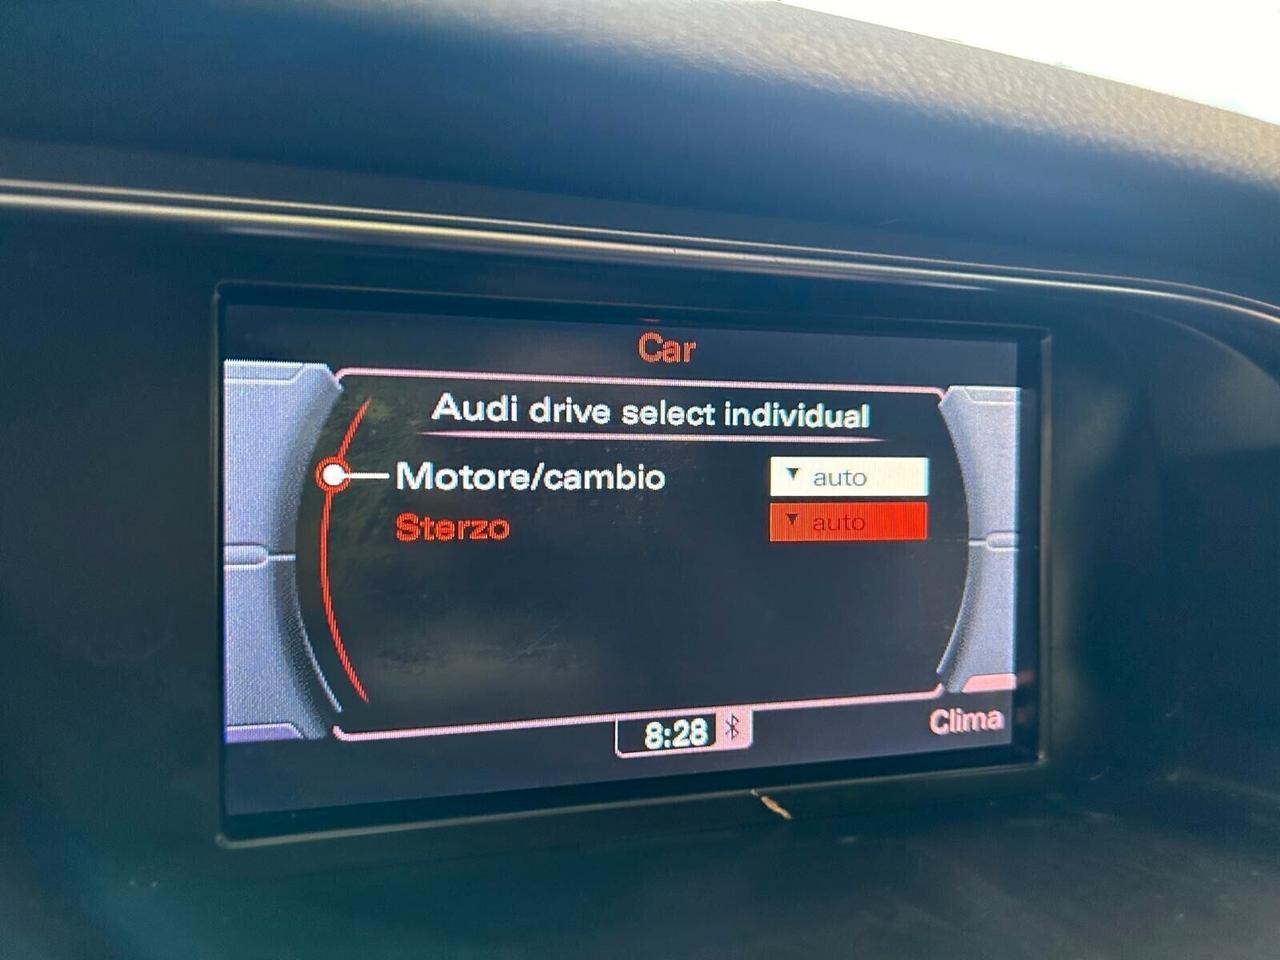 Car
Audi drive select individual
Motore/cambio auto
Sterzo auto
8:28
Clima